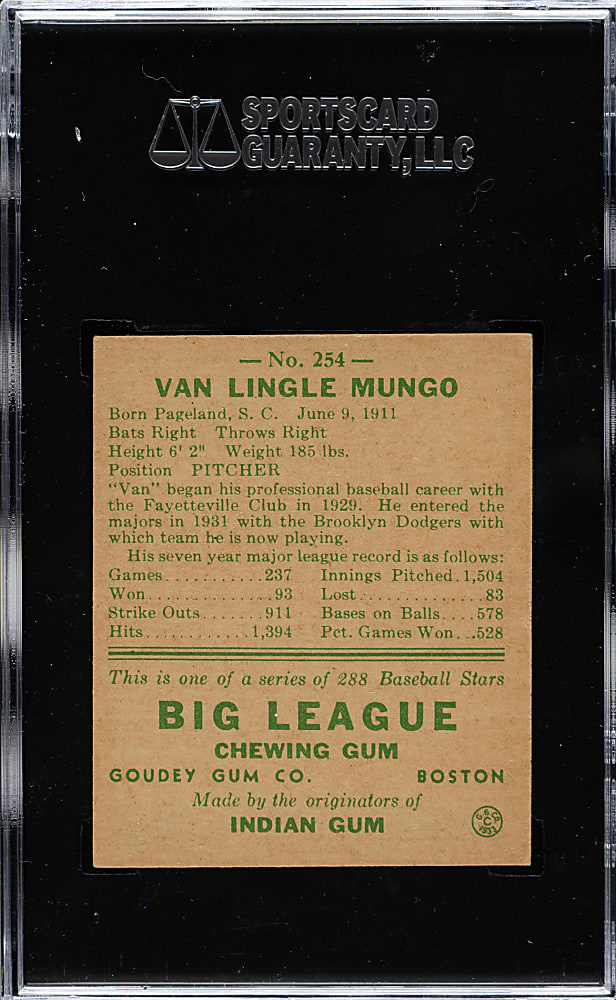 SPORTSCARD
GUARANTY, LLC
— No. 254 —
VAN LINGLE MUNGO
Born Pageland, S. C. June 9, 1911
Bats Right Throws Right
Height 6' 2" Weight 185 lbs.
Position PITCHER
"Van" began his professional baseball career with
the Fayetteville Club in 1929. He entered the
majors in 1931 with the Brooklyn Dodgers with
which team he is now playing.
His seven year major league record is as follows:
Games...........237 Innings Pitched.1,504
Won..............93 Lost..............83
Strike Outs.......911 Bases on Balls.....578
Hits...........1,394 Pct. Games Won...528
This is one of a series of 288 Baseball Stars
BIG LEAGUE
CHEWING GUM
GOUDEY GUM CO. BOSTON
Made by the originators of
INDIAN GUM
G. G. CO.
C
1933